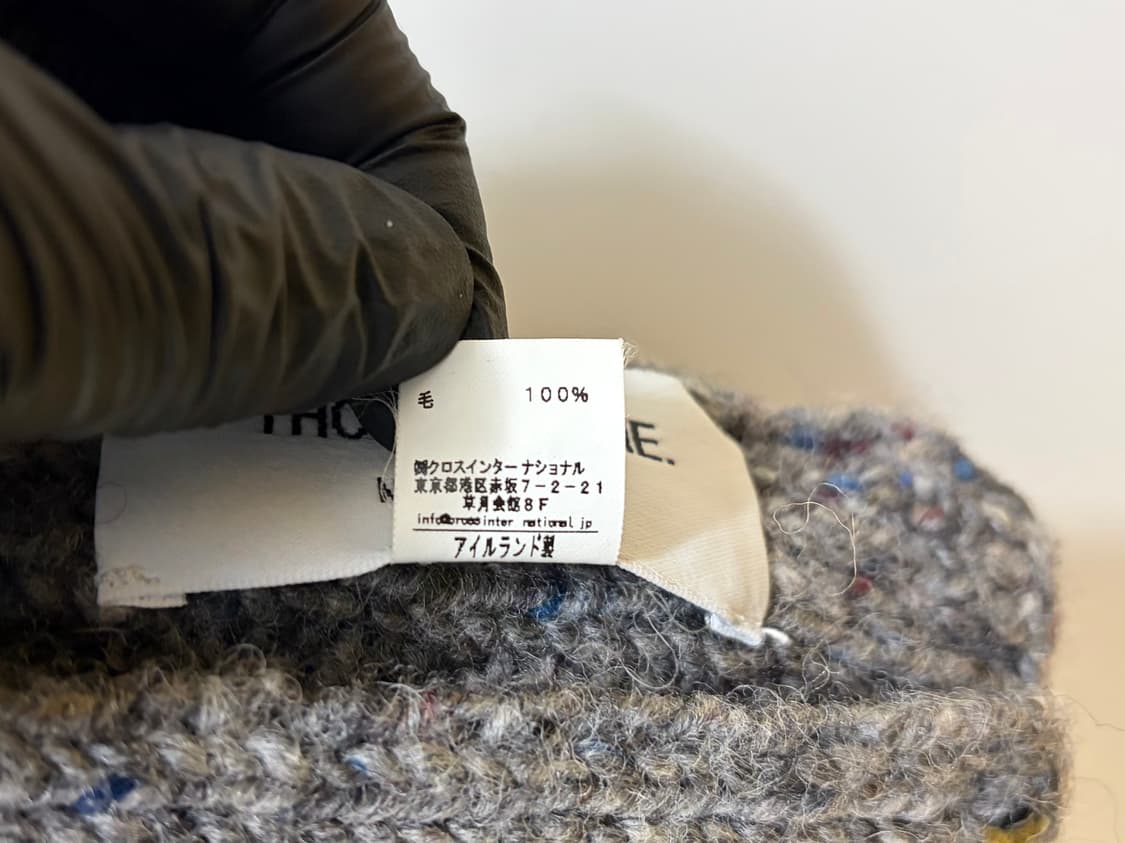 毛 100%
㈱クロスインターナショナル
東京都港区赤坂7-2-21
草月会館8F
info@crossinternational.jp
アイルランド製
THO
E.